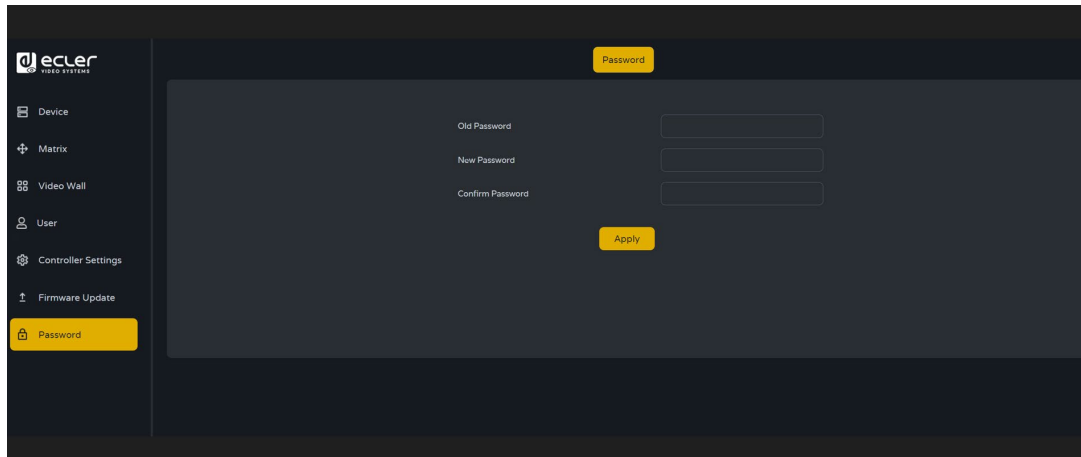 ecler
VIDEO SYSTEMS
Device
Matrix
Video Wall
User
Controller Settings
Firmware Update
Password
Password
Old Password
New Password
Confirm Password
Apply